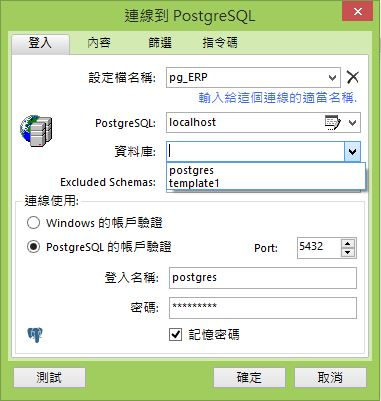 連線到 PostgreSQL
登入 內容 篩選 指令碼
設定檔名稱: pg_ERP
輸入給這個連線的適當名稱.
PostgreSQL: localhost
資料庫:
postgres
template1
Excluded Schemas:
連線使用:
Windows 的帳戶驗證
PostgreSQL 的帳戶驗證 Port: 5432
登入名稱: postgres
密碼: *********
記憶密碼
測試 確定 取消